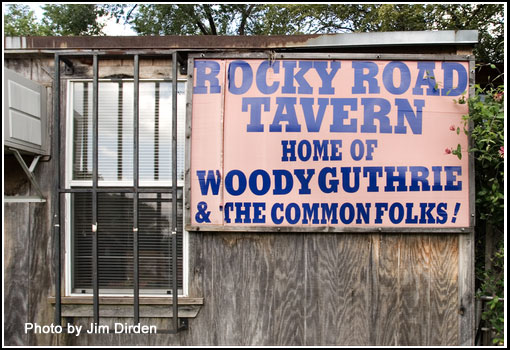 ROCKY ROAD
TAVERN
HOME OF
WOODY GUTHRIE
& THE COMMON FOLKS!
Photo by Jim Dirden